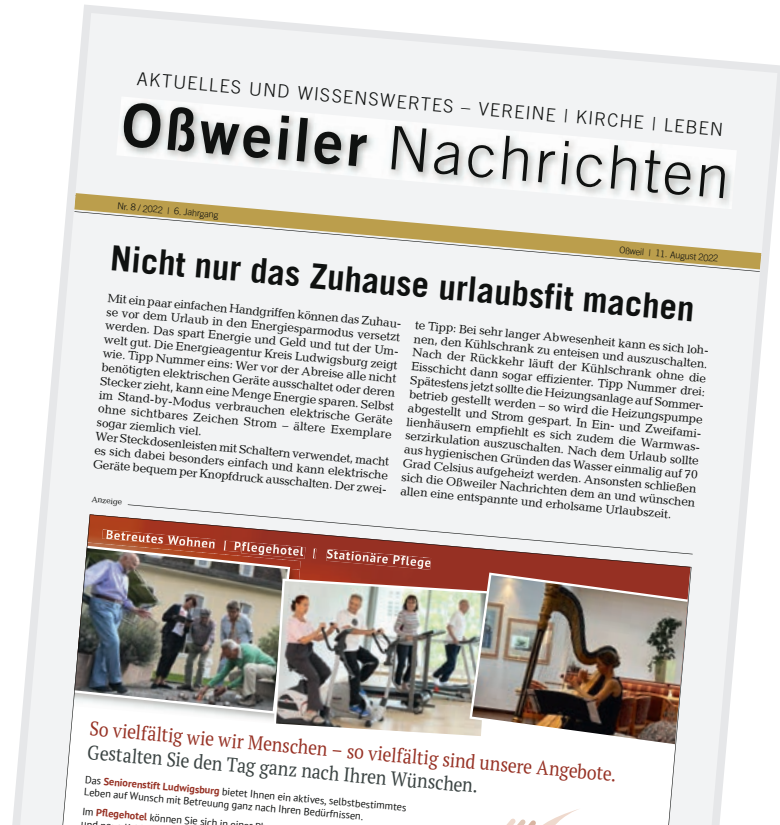 AKTUELLES UND WISSENSWERTES – VEREINE | KIRCHE | LEBEN
Oßweiler Nachrichten
Nr. 8 / 2022 | 6. Jahrgang
Oßweil | 11. August 2022
Nicht nur das Zuhause urlaubsfit machen
Mit ein paar einfachen Handgriffen können das Zuhau-
se vor dem Urlaub in den Energiesparmodus versetzt
werden. Das spart Energie und Geld und tut der Um-
welt gut. Die Energieagentur Kreis Ludwigsburg zeigt
wie. Tipp Nummer eins: Wer vor der Abreise alle nicht
benötigten elektrischen Geräte ausschaltet oder deren
Stecker zieht, kann eine Menge Energie sparen. Selbst
im Stand-by-Modus verbrauchen elektrische Geräte
ohne sichtbares Zeichen Strom – ältere Exemplare
sogar ziemlich viel.
Wer Steckdosenleisten mit Schaltern verwendet, macht
es sich dabei besonders einfach und kann elektrische
Geräte bequem per Knopfdruck ausschalten. Der zwei-
te Tipp: Bei sehr langer Abwesenheit kann es sich loh-
nen, den Kühlschrank zu enteisen und auszuschalten.
Nach der Rückkehr läuft der Kühlschrank ohne die
Eisschicht dann sogar effizienter. Tipp Nummer drei:
Spätestens jetzt sollte die Heizungsanlage auf Sommer-
betrieb gestellt werden – so wird die Heizungspumpe
abgestellt und Strom gespart. In Ein- und Zweifami-
lienhäusern empfiehlt es sich zudem die Warmwas-
serzirkulation auszuschalten. Nach dem Urlaub sollte
aus hygienischen Gründen das Wasser einmalig auf 70
Grad Celsius aufgeheizt werden. Ansonsten schließen
sich die Oßweiler Nachrichten dem an und wünschen
allen eine entspannte und erholsame Urlaubszeit.
Anzeige
Betreutes Wohnen | Pflegehotel | Stationäre Pflege
So vielfältig wie wir Menschen – so vielfältig sind unsere Angebote.
Gestalten Sie den Tag ganz nach Ihren Wünschen.
Das Seniorenstift Ludwigsburg bietet Ihnen ein aktives, selbstbestimmtes
Leben auf Wunsch mit Betreuung ganz nach Ihren Bedürfnissen.
Im Pflegehotel können Sie sich in einer